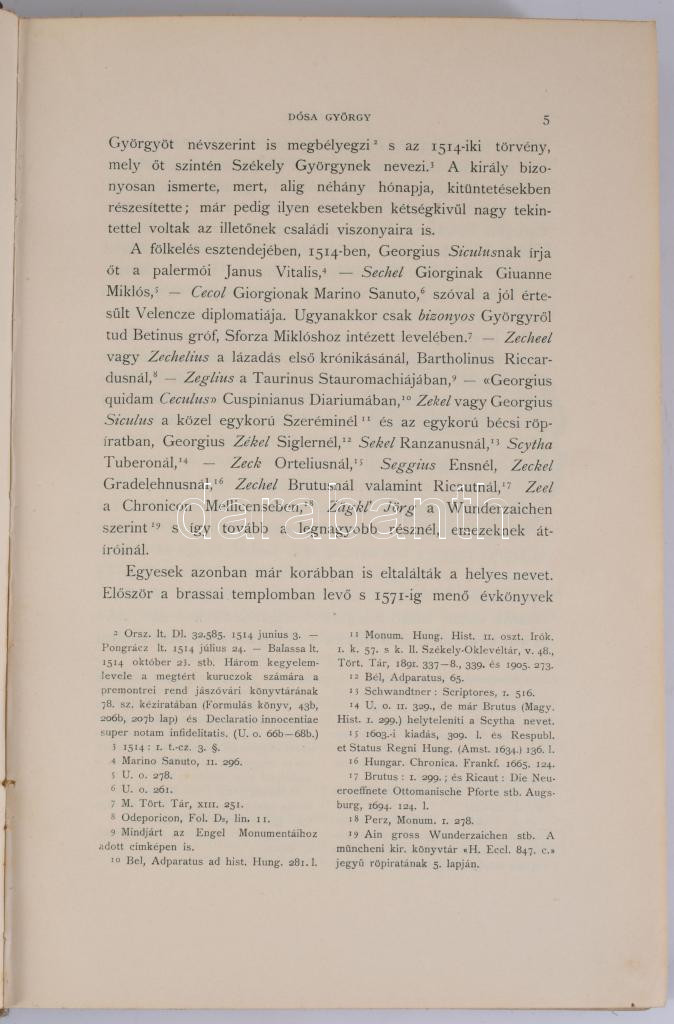 DÓSA GYÖRGY 5
Györgyöt névszerint is megbélyegzi² s az 1514-iki törvény,
mely őt szintén Székely Györgynek nevezi.³ A király bizo-
nyosan ismerte, mert, alig néhány hónapja, kitüntetésekben
részesítette; már pedig ilyen esetekben kétségkivül nagy tekin-
tettel voltak az illetőnek családi viszonyaira is.
A fölkelés esztendejében, 1514-ben, Georgius Siculusnak írja
őt a palermói Janus Vitalis,⁴ — Sechel Giorginak Giuanne
Miklós,⁵ — Cecol Giorgionak Marino Sanuto,⁶ szóval a jól érte-
sűlt Velencze diplomatiája. Ugyanakkor csak bizonyos Györgyről
tud Betinus gróf, Sforza Miklóshoz intézett levelében.⁷ — Zecheel
vagy Zechelius a lázadás első krónikásánál, Bartholinus Riccar-
dusnál,⁸ — Zeglius a Taurinus Stauromachiájában,⁹ — «Georgius
quidam Ceculus» Cuspinianus Diariumában,¹⁰ Zekel vagy Georgius
Siculus a közel egykorú Szeréminél¹¹ és az egykorú bécsi röp-
íratban, Georgius Zékel Siglernél,¹² Sekel Ranzanusnál,¹³ Scytha
Tuberonál,¹⁴ — Zeck Orteliusnál,¹⁵ Seggius Ensnél, Zeckel
Gradelehnusnál,¹⁶ Zechel Brutusnál valamint Ricautnál,¹⁷ Zeel
a Chronicon Mellicenseben,¹⁸ Zägkl' Jörg a Wunderzaichen
szerint¹⁹ s így tovább a legnagyobb résznél, emezeknek át-
íróinál.
Egyesek azonban már korábban is eltalálták a helyes nevet.
Először a brassai templomban levő s 1571-ig menő évkönyvek
² Orsz. lt. Dl. 32.585. 1514 junius 3. —
Pongrácz lt. 1514 július 24. — Balassa lt.
1514 október 23. stb. Három kegyelem-
levele a megtért kuruczok számára a
premontrei rend jászóvári könyvtárának
78. sz. kéziratában (Formulás könyv, 43b,
206b, 207b lap) és Declaratio innocentiae
super notam infidelitatis. (U. o. 66b—68b.)
³ 1514: I. t.-cz. 3. §.
⁴ Marino Sanuto, II. 296.
⁵ U. o. 278.
⁶ U. o. 261.
⁷ M. Tört. Tár, XIII. 251.
⁸ Odeporicon, Fol. D₂, lin. 11.
⁹ Mindjárt az Engel Monumentáihoz
adott címképen is.
¹⁰ Bel, Adparatus ad hist. Hung. 281. l.
¹¹ Monum. Hung. Hist. II. oszt. Irók.
I. k. 57. s k. ll. Székely-Oklevéltár, v. 48.,
Tört. Tár, 1891. 337—8., 339. és 1905. 273.
¹² Bél, Adparatus, 65.
¹³ Schwandtner: Scriptores, I. 516.
¹⁴ U. o. II. 329., de már Brutus (Magy.
Hist. I. 299.) helyteleníti a Scytha nevet.
¹⁵ 1603.-i kiadás, 309. l. és Respubl.
et Status Regni Hung. (Amst. 1634.) 136. l.
¹⁶ Hungar. Chronica. Frankf. 1665. 124.
¹⁷ Brutus: I. 299.; és Ricaut: Die Neu-
eroeffnete Ottomanische Pforte stb. Augs-
burg, 1694. 124. l.
¹⁸ Perz, Monum. I. 278.
¹⁹ Ain gross Wunderzaichen stb. A
müncheni kir. könyvtár «H. Eccl. 847. c.»
jegyű röpiratának 5. lapján.
darabanth